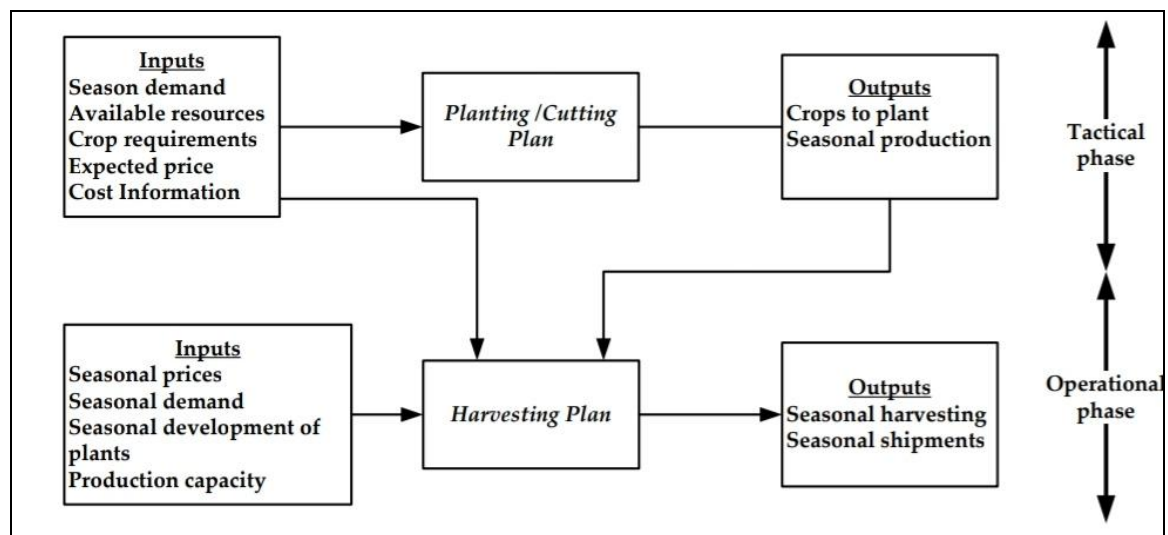 Inputs
Season demand
Available resources
Crop requirements
Expected price
Cost Information
Planting /Cutting
Plan
Outputs
Crops to plant
Seasonal production
Tactical
phase
Inputs
Seasonal prices
Seasonal demand
Seasonal development of
plants
Production capacity
Harvesting Plan
Outputs
Seasonal harvesting
Seasonal shipments
Operational
phase